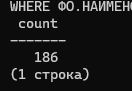 WHERE ФО.НАИМЕНО
count
-------
186
(1 строка)